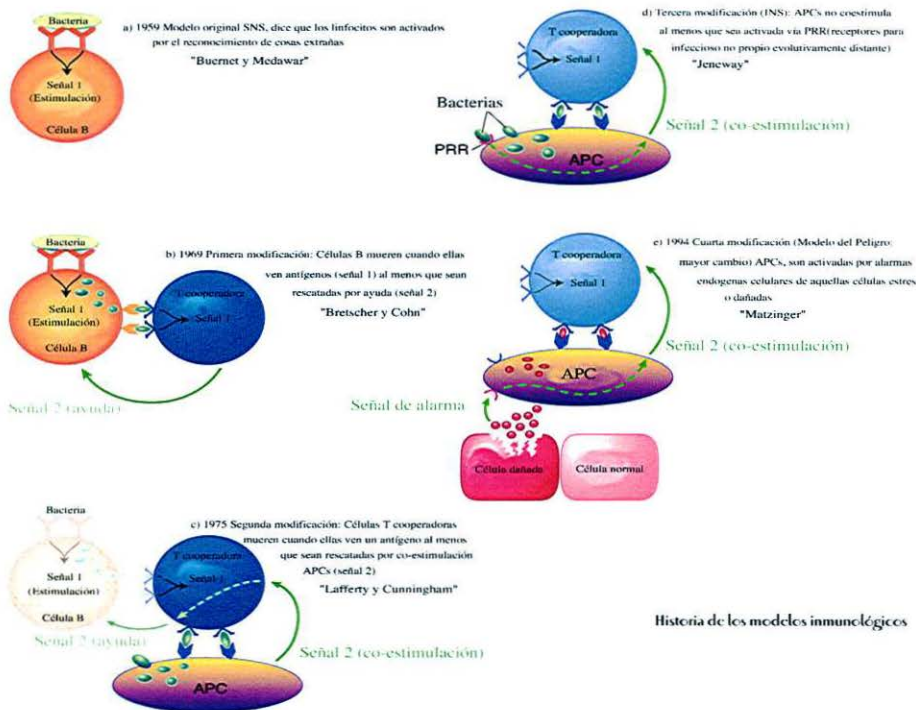 Bacteria
Señal 1
(Estimulación)
Célula B
a) 1959 Modelo original SNS, dice que los linfocitos son activados
por el reconocimiento de cosas extrañas
"Buernet y Medawar"
Bacteria
Señal 1
(Estimulación)
Célula B
T cooperadora
Señal 1
Señal 2 (ayuda)
b) 1969 Primera modificación: Células B mueren cuando ellas
ven antígenos (señal 1) al menos que sean
rescatadas por ayuda (señal 2)
"Bretscher y Cohn"
Bacteria
Señal 1
(Estimulación)
Célula B
Señal 2 (ayuda)
T cooperadora
Señal 1
APC
Señal 2 (co-estimulación)
c) 1975 Segunda modificación: Células T cooperadoras
mueren cuando ellas ven un antígeno al menos
que sean rescatadas por co-estimulación
APCs (señal 2)
"Lafferty y Cunningham"
T cooperadora
Señal 1
Bacterias
PRR
APC
Señal 2 (co-estimulación)
d) Tercera modificación (INS): APCs no coestimula
al menos que sea activada vía PRR(receptores para
infeccioso no propio evolutivamente distante)
"Jeneway"
T cooperadora
Señal 1
APC
Señal 2 (co-estimulación)
Señal de alarma
Célula dañada
Célula normal
e) 1994 Cuarta modificación (Modelo del Peligro:
mayor cambio) APCs, son activadas por alarmas
endogenas celulares de aquellas células estres
o dañadas
"Matzinger"
Historia de los modelos inmunológicos